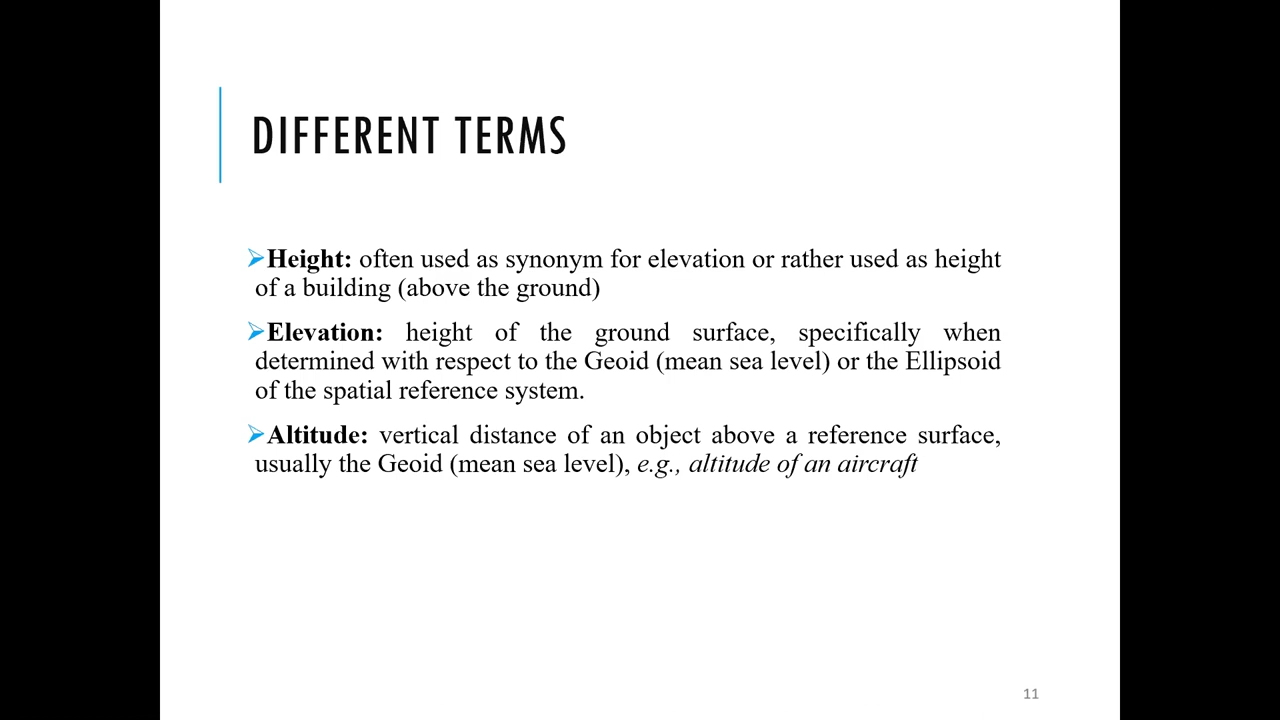 DIFFERENT TERMS
➢Height: often used as synonym for elevation or rather used as height
of a building (above the ground)
➢Elevation: height of the ground surface, specifically when
determined with respect to the Geoid (mean sea level) or the Ellipsoid
of the spatial reference system.
➢Altitude: vertical distance of an object above a reference surface,
usually the Geoid (mean sea level), e.g., altitude of an aircraft
11